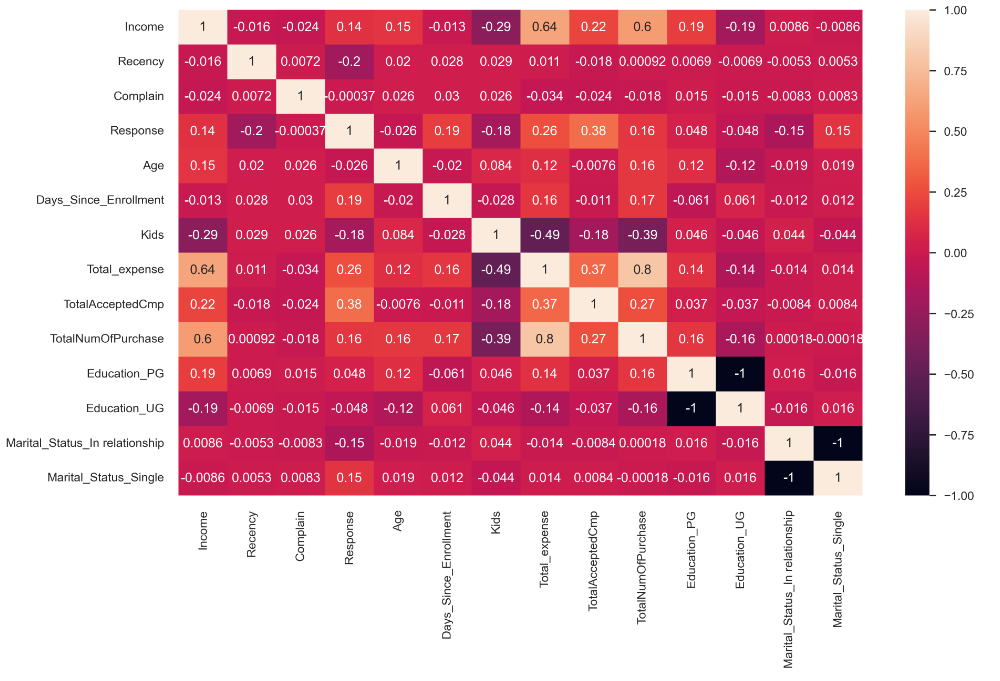 Income 1 -0.016 -0.024 0.14 0.15 -0.013 -0.29 0.64 0.22 0.6 0.19 -0.19 0.0086 -0.0086
Recency -0.016 1 0.0072 -0.2 0.02 0.028 0.029 0.011 -0.018 0.00092 0.0069 -0.0069 -0.0053 0.0053
Complain -0.024 0.0072 1 -0.00037 0.026 0.03 0.026 -0.034 -0.024 -0.018 0.015 -0.015 -0.0083 0.0083
Response 0.14 -0.2 -0.00037 1 -0.026 0.19 -0.18 0.26 0.38 0.16 0.048 -0.048 -0.15 0.15
Age 0.15 0.02 0.026 -0.026 1 -0.02 0.084 0.12 -0.0076 0.16 0.12 -0.12 -0.019 0.019
Days_Since_Enrollment -0.013 0.028 0.03 0.19 -0.02 1 -0.028 0.16 -0.011 0.17 -0.061 0.061 -0.012 0.012
Kids -0.29 0.029 0.026 -0.18 0.084 -0.028 1 -0.49 -0.18 -0.39 0.046 -0.046 0.044 -0.044
Total_expense 0.64 0.011 -0.034 0.26 0.12 0.16 -0.49 1 0.37 0.8 0.14 -0.14 -0.014 0.014
TotalAcceptedCmp 0.22 -0.018 -0.024 0.38 -0.0076 -0.011 -0.18 0.37 1 0.27 0.037 -0.037 -0.0084 0.0084
TotalNumOfPurchase 0.6 0.00092 -0.018 0.16 0.16 0.17 -0.39 0.8 0.27 1 0.16 -0.16 0.00018 -0.00018
Education_PG 0.19 0.0069 0.015 0.048 0.12 -0.061 0.046 0.14 0.037 0.16 1 -1 0.016 -0.016
Education_UG -0.19 -0.0069 -0.015 -0.048 -0.12 0.061 -0.046 -0.14 -0.037 -0.16 -1 1 -0.016 0.016
Marital_Status_In relationship 0.0086 -0.0053 -0.0083 -0.15 -0.019 -0.012 0.044 -0.014 -0.0084 0.00018 0.016 -0.016 1 -1
Marital_Status_Single -0.0086 0.0053 0.0083 0.15 0.019 0.012 -0.044 0.014 0.0084 -0.00018 -0.016 0.016 -1 1
Income
Recency
Complain
Response
Age
Days_Since_Enrollment
Kids
Total_expense
TotalAcceptedCmp
TotalNumOfPurchase
Education_PG
Education_UG
Marital_Status_In relationship
Marital_Status_Single
1.00
0.75
0.50
0.25
0.00
−0.25
−0.50
−0.75
−1.00